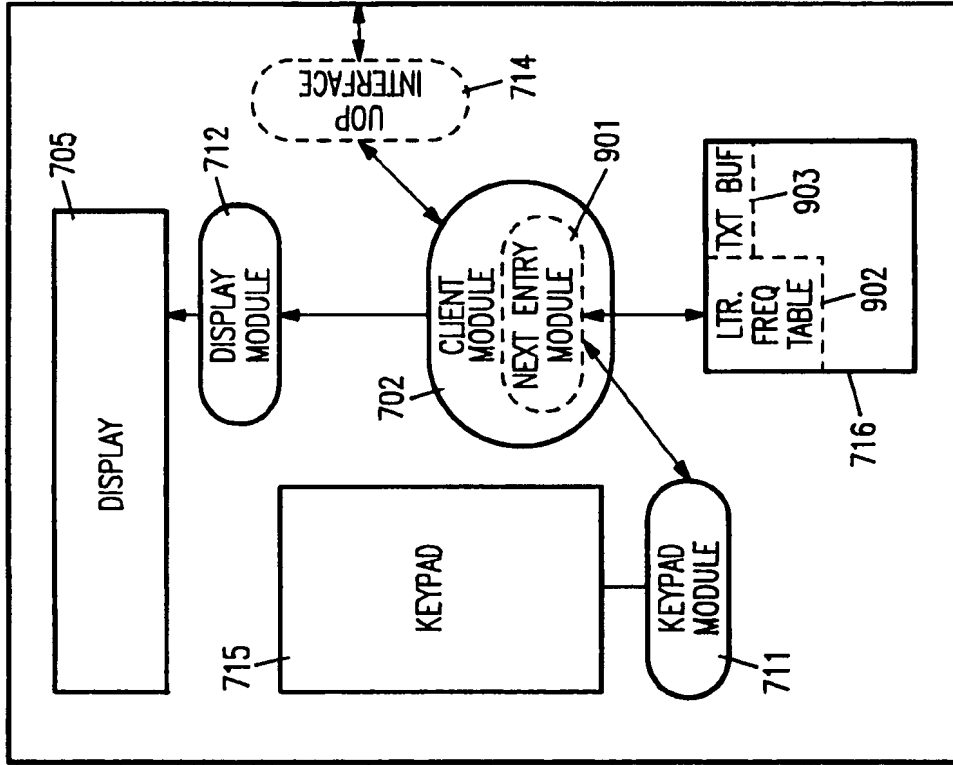 705
DISPLAY
712
DISPLAY
MODULE
UOP
INTERFACE
714
715
KEYPAD
702
CLIENT
MODULE
NEXT ENTRY
MODULE
901
KEYPAD
MODULE
711
LTR.
FREQ
TABLE
902
TXT BUF
903
716